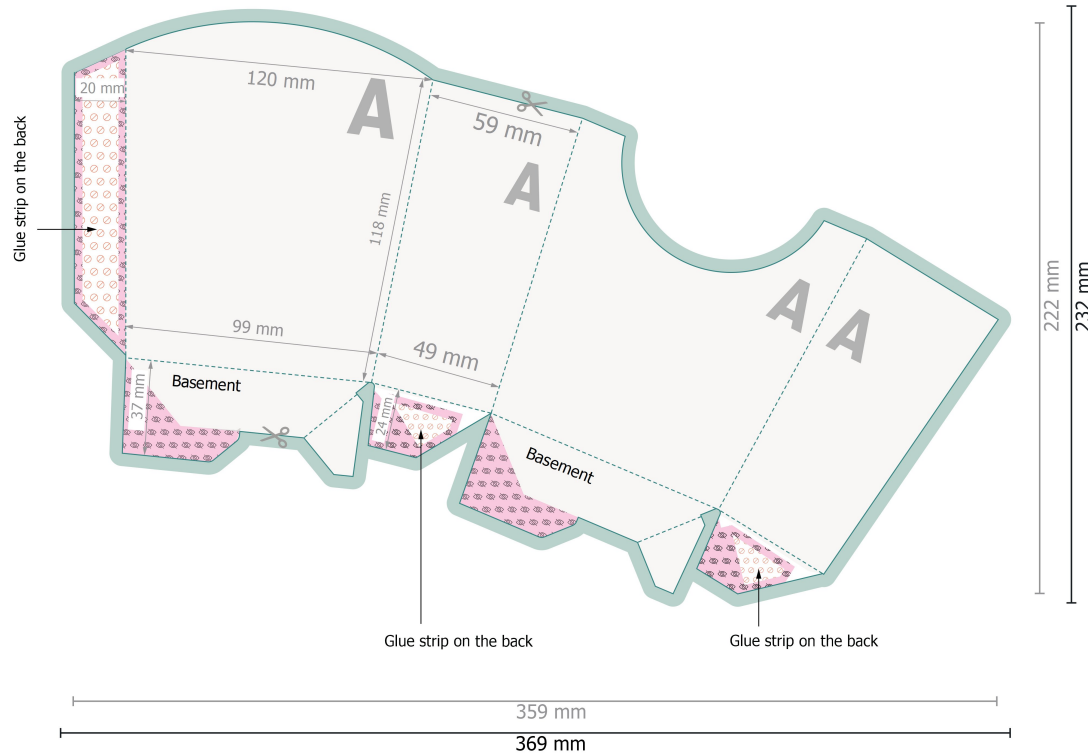 20 mm
120 mm
A
59 mm
A
118 mm
Glue strip on the back
99 mm
49 mm
A
A
222 mm
232 mm
37 mm
Basement
24 mm
Basement
Glue strip on the back
Glue strip on the back
359 mm
369 mm